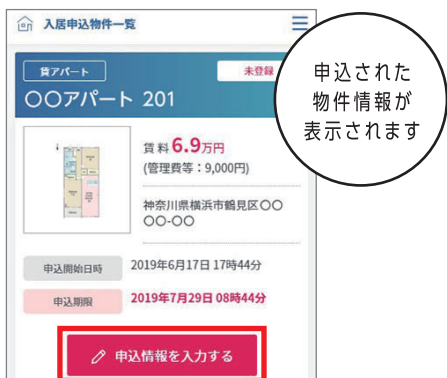 入居申込物件一覧
賃アパート
未登録
〇〇アパート 201
賃料6.9万円
(管理費等：9,000円)
神奈川県横浜市鶴見区〇〇
〇〇-〇〇
申込開始日時 2019年6月17日 17時44分
申込期限 2019年7月29日 08時44分
申込情報を入力する
申込された
物件情報が
表示されます